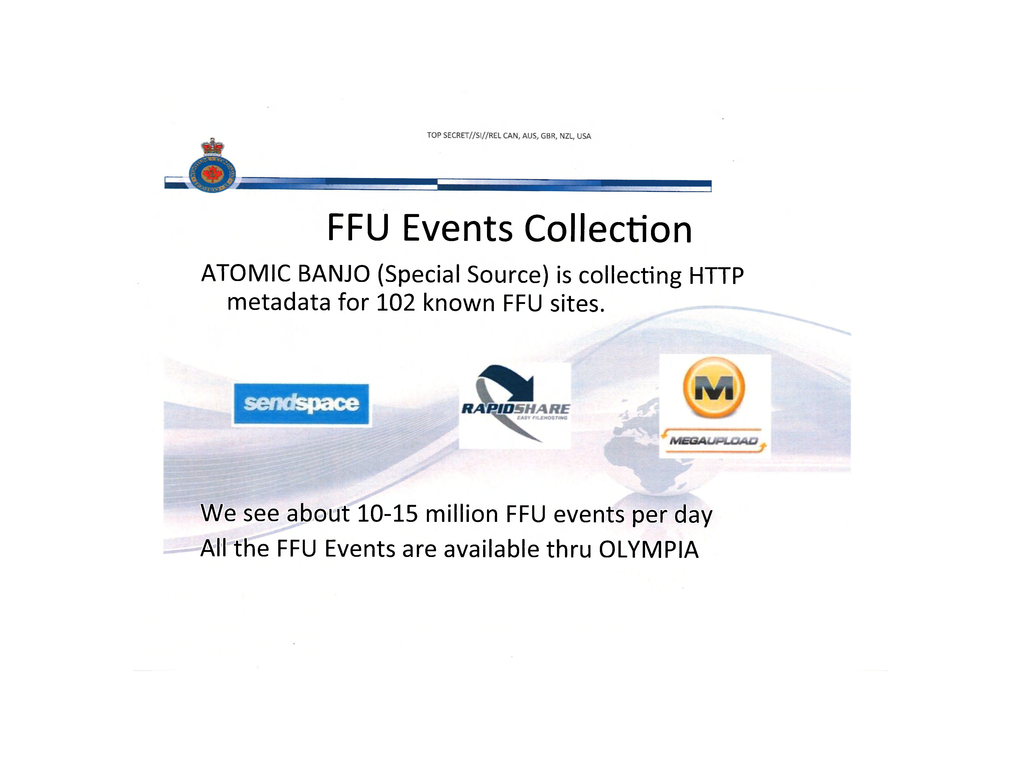 TOP SECRET//SI//REL CAN, AUS, GBR, NZL, USA
FFU Events Collection
ATOMIC BANJO (Special Source) is collecting HTTP
metadata for 102 known FFU sites.
sendspace
RAPIDSHARE
EASY FILEHOSTING
M
MEGAUPLOAD
We see about 10-15 million FFU events per day
All the FFU Events are available thru OLYMPIA